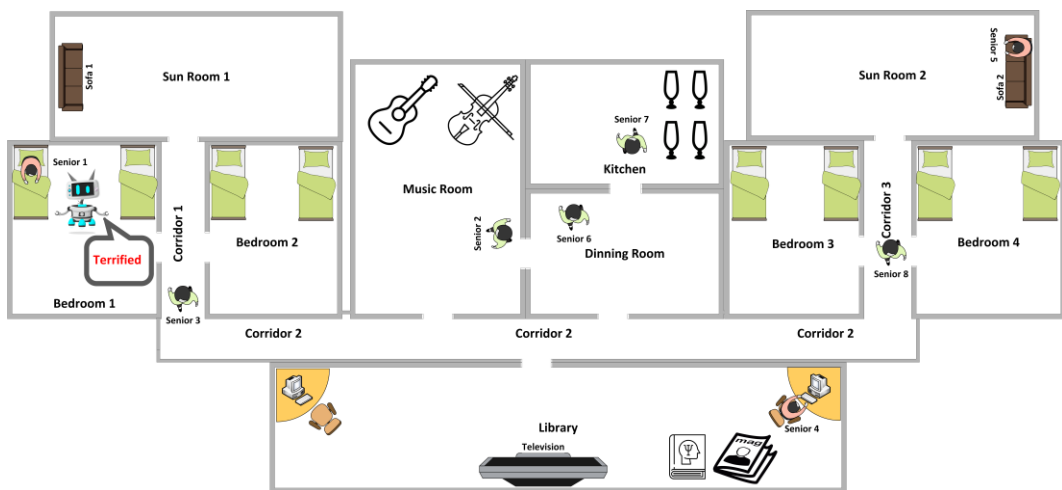 Sun Room 1
Sofa 1
Sun Room 2
Senior 5
Sofa 2
Senior 1
Terrified
Bedroom 1
Corridor 1
Senior 3
Bedroom 2
Music Room
Senior 2
Senior 7
Kitchen
Senior 6
Dinning Room
Bedroom 3
Corridor 3
Senior 8
Bedroom 4
Corridor 2
Corridor 2
Corridor 2
Library
Television
mag
Senior 4